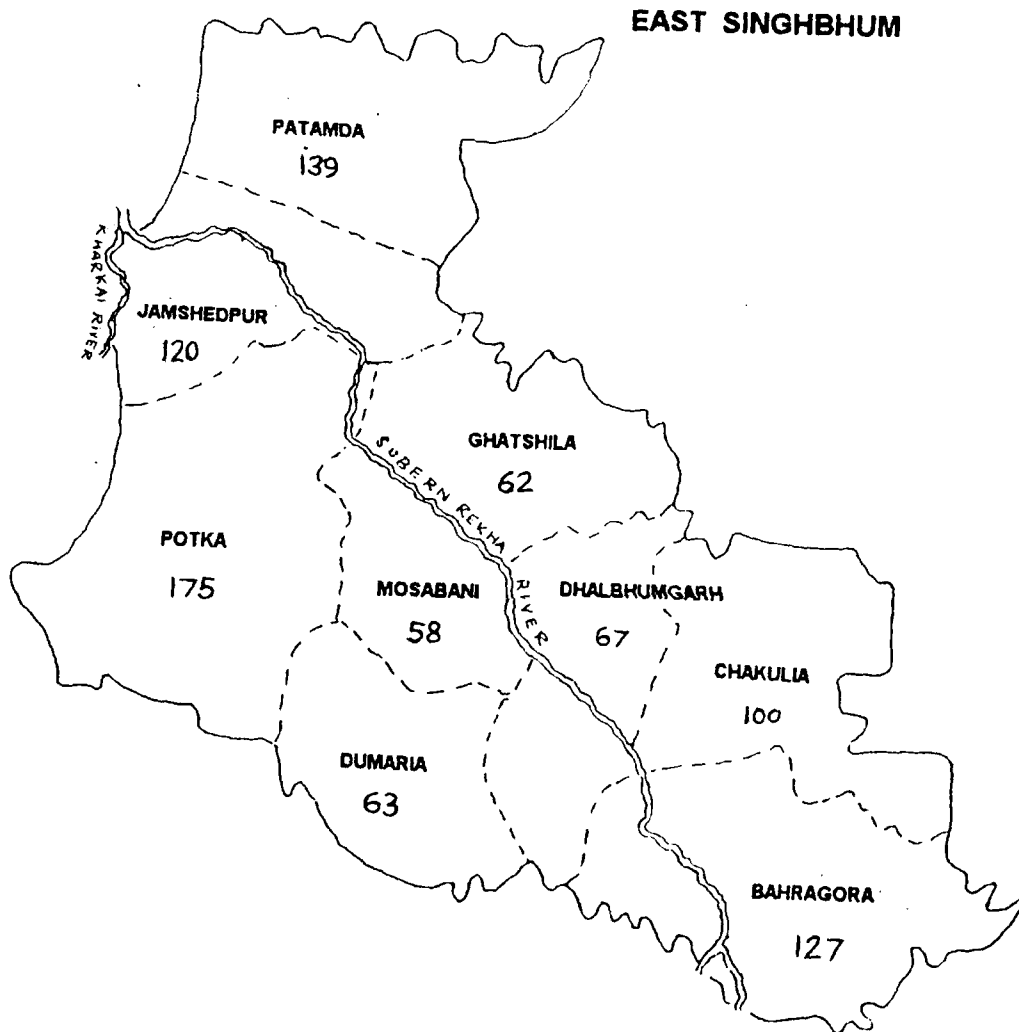 EAST SINGHBHUM
PATAMDA
139
KHARKAI RIVER
JAMSHEDPUR
120
GHATSHILA
62
SUBERN REKHA RIVER
POTKA
175
MOSABANI
58
DHALBHUMGARH
67
CHAKULIA
100
DUMARIA
63
BAHRAGORA
127